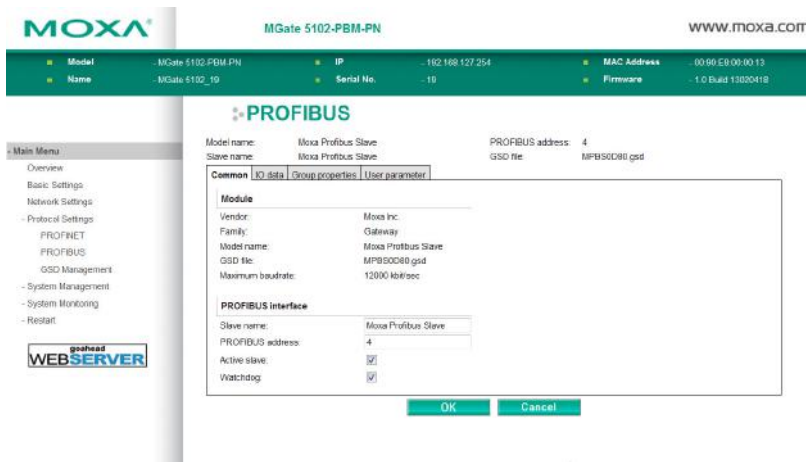 MOXA
MGate 5102-PBM-PN
www.moxa.com
Model - MGate 5102-PBM-PN IP - 192.168.127.254 MAC Address - 00:90:E8:00:00:13
Name - MGate 5102_19 Serial No. - 19 Firmware - 1.0 Build 13020418
PROFIBUS
Model name: Moxa Profibus Slave PROFIBUS address: 4
Slave name: Moxa Profibus Slave GSD file: MPBS0D80.gsd
Common IO data Group properties User parameter
- Main Menu
Overview
Basic Settings
Network Settings
- Protocol Settings
PROFINET
PROFIBUS
GSD Management
- System Management
- System Monitoring
- Restart
goahead
WEBSERVER
Module
Vendor: Moxa Inc.
Family: Gateway
Model name: Moxa Profibus Slave
GSD file: MPBS0D80.gsd
Maximum baudrate: 12000 kbit/sec
PROFIBUS interface
Slave name: Moxa Profibus Slave
PROFIBUS address: 4
Active slave:
Watchdog:
OK Cancel